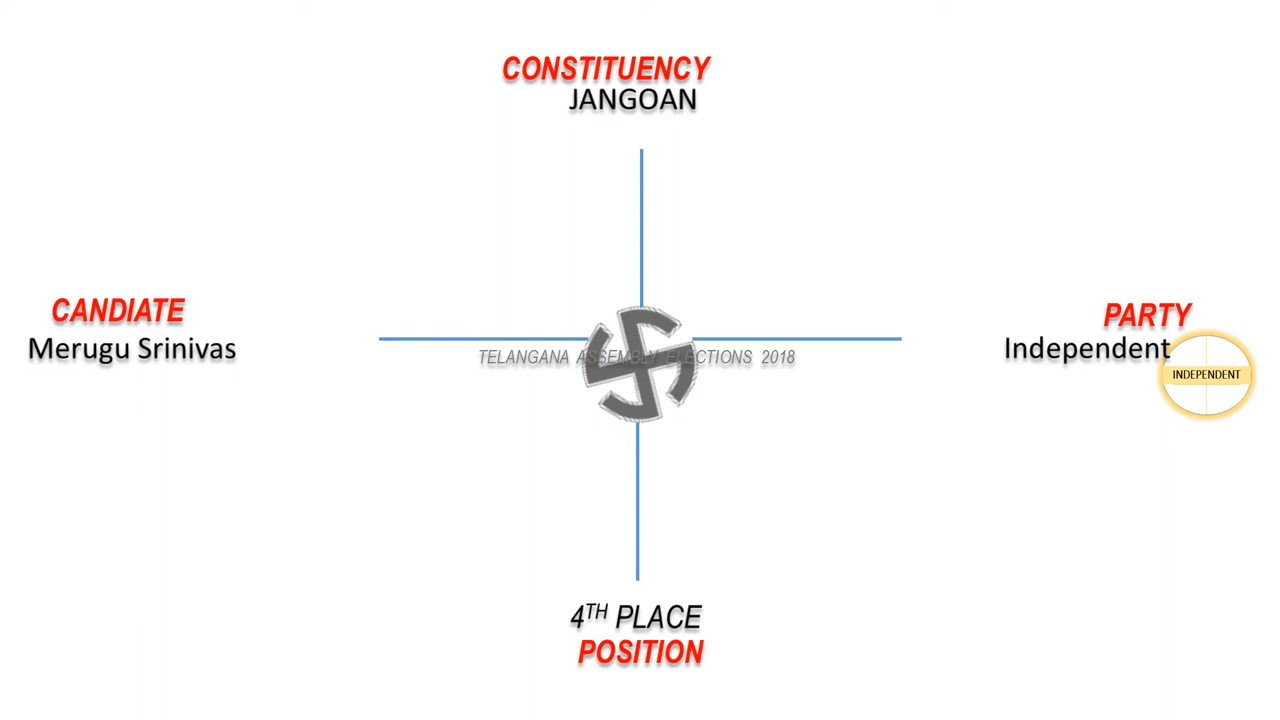 CONSTITUENCY
JANGOAN
CANDIATE
Merugu Srinivas
TELANGANA ASSEMBLY ELECTIONS 2018
PARTY
Independent
INDEPENDENT
4TH PLACE
POSITION